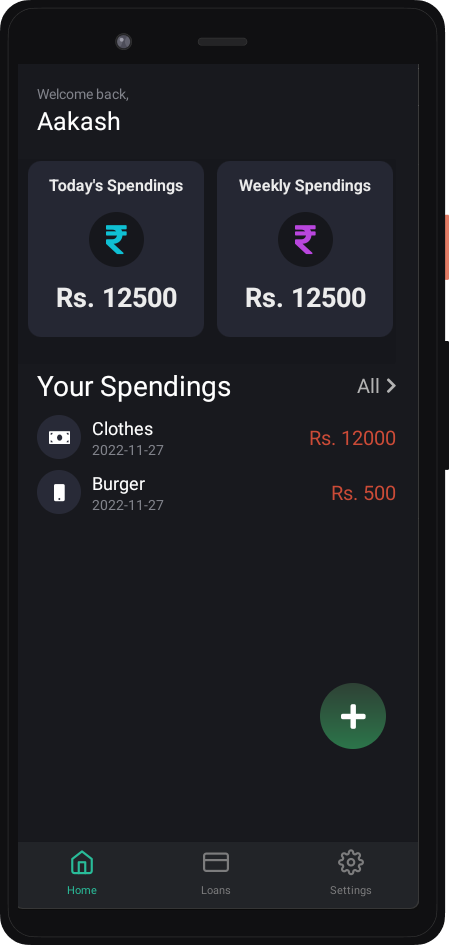 Welcome back,
Aakash
Today's Spendings
Weekly Spendings
₹
₹
Rs. 12500
Rs. 12500
Your Spendings
All
Clothes
2022-11-27
Rs. 12000
Burger
2022-11-27
Rs. 500
Home
Loans
Settings